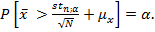 P [x̄ > st_{n;α}/√N + μ_x] = α.